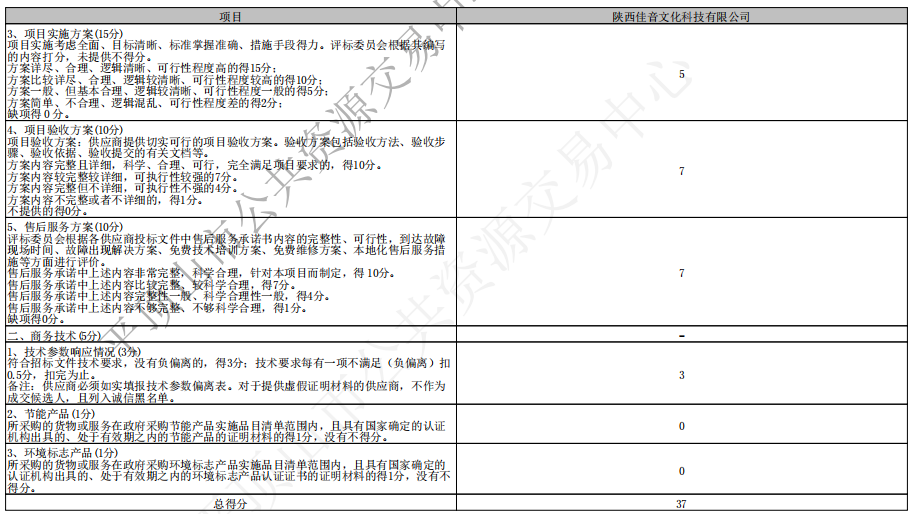 项目
陕西佳音文化科技有限公司
3、项目实施方案(15分)
项目实施考虑全面、目标清晰、标准掌握准确、措施手段得力。评标委员会根据共编写
的内容打分，未提供不得分。
方案详尽、合理、逻辑清晰、可行性程度高的得15分；
方案比较详尽、合理、逻辑较清晰、可行性程度较高的得10分；
方案一般、但基本合理、逻辑较清晰、可行性程度一般的得5分；
方案简单、不合理、逻辑混乱、可行性程度差的得2分；
缺项得 0 分。
5
4、项目验收方案(10分)
项目验收方案：供应商提供切实可行的项目验收方案。验收方案包括验收方法、验收步
骤、验收依据、验收提交的有关文档等。
方案内容完整且详细，科学、合理、可行，完全满足项目要求的，得10分。
方案内容较完整较详细，可执行性较强的7分。
方案内容完整但不详细，可执行性不强的4分。
方案内容不完整或者不详细的，得1分。
不提供的得0分。
7
5、售后服务方案(10分)
评标委员会根据各供应商投标文件中售后服务承诺书内容的完整性、可行性，到达故障
现场时间、故障出现解决方案、免费技术培训方案、免费维修方案、本地化售后服务措
施等方面进行评价。
售后服务承诺中上述内容非常完整、科学合理，针对本项目而制定，得 10分。
售后服务承诺中上述内容比较完整、较科学合理，得7分。
售后服务承诺中上述内容完整性一般、科学合理性一般，得4分。
售后服务承诺中上述内容不够完整、不够科学合理，得1分。
缺项得0分。
7
二、商务技术(5分)
-
1、技术参数响应情况(3分)
符合招标文件技术要求，没有负偏离的，得3分；技术要求每有一项不满足（负偏离）扣
0.5分，扣完为止。
备注：供应商必须如实填报技术参数偏离表。对于提供虚假证明材料的供应商，不作为
成交候选人，且列入诚信黑名单。
3
2、节能产品(1分)
所采购的货物或服务在政府采购节能产品实施品目清单范围内，且具有国家确定的认证
机构出具的、处于有效期之内的节能产品的证明材料的得1分，没有不得分。
0
3、环境标志产品(1分)
所采购的货物或服务在政府采购环境标志产品实施品目清单范围内，且具有国家确定的
认证机构出具的、处于有效期之内的环境标志产品认证证书的证明材料的得1分，没有不
得分。
0
总得分
37
平顶山市公共资源交易中心
平顶山市公共资源交易中心